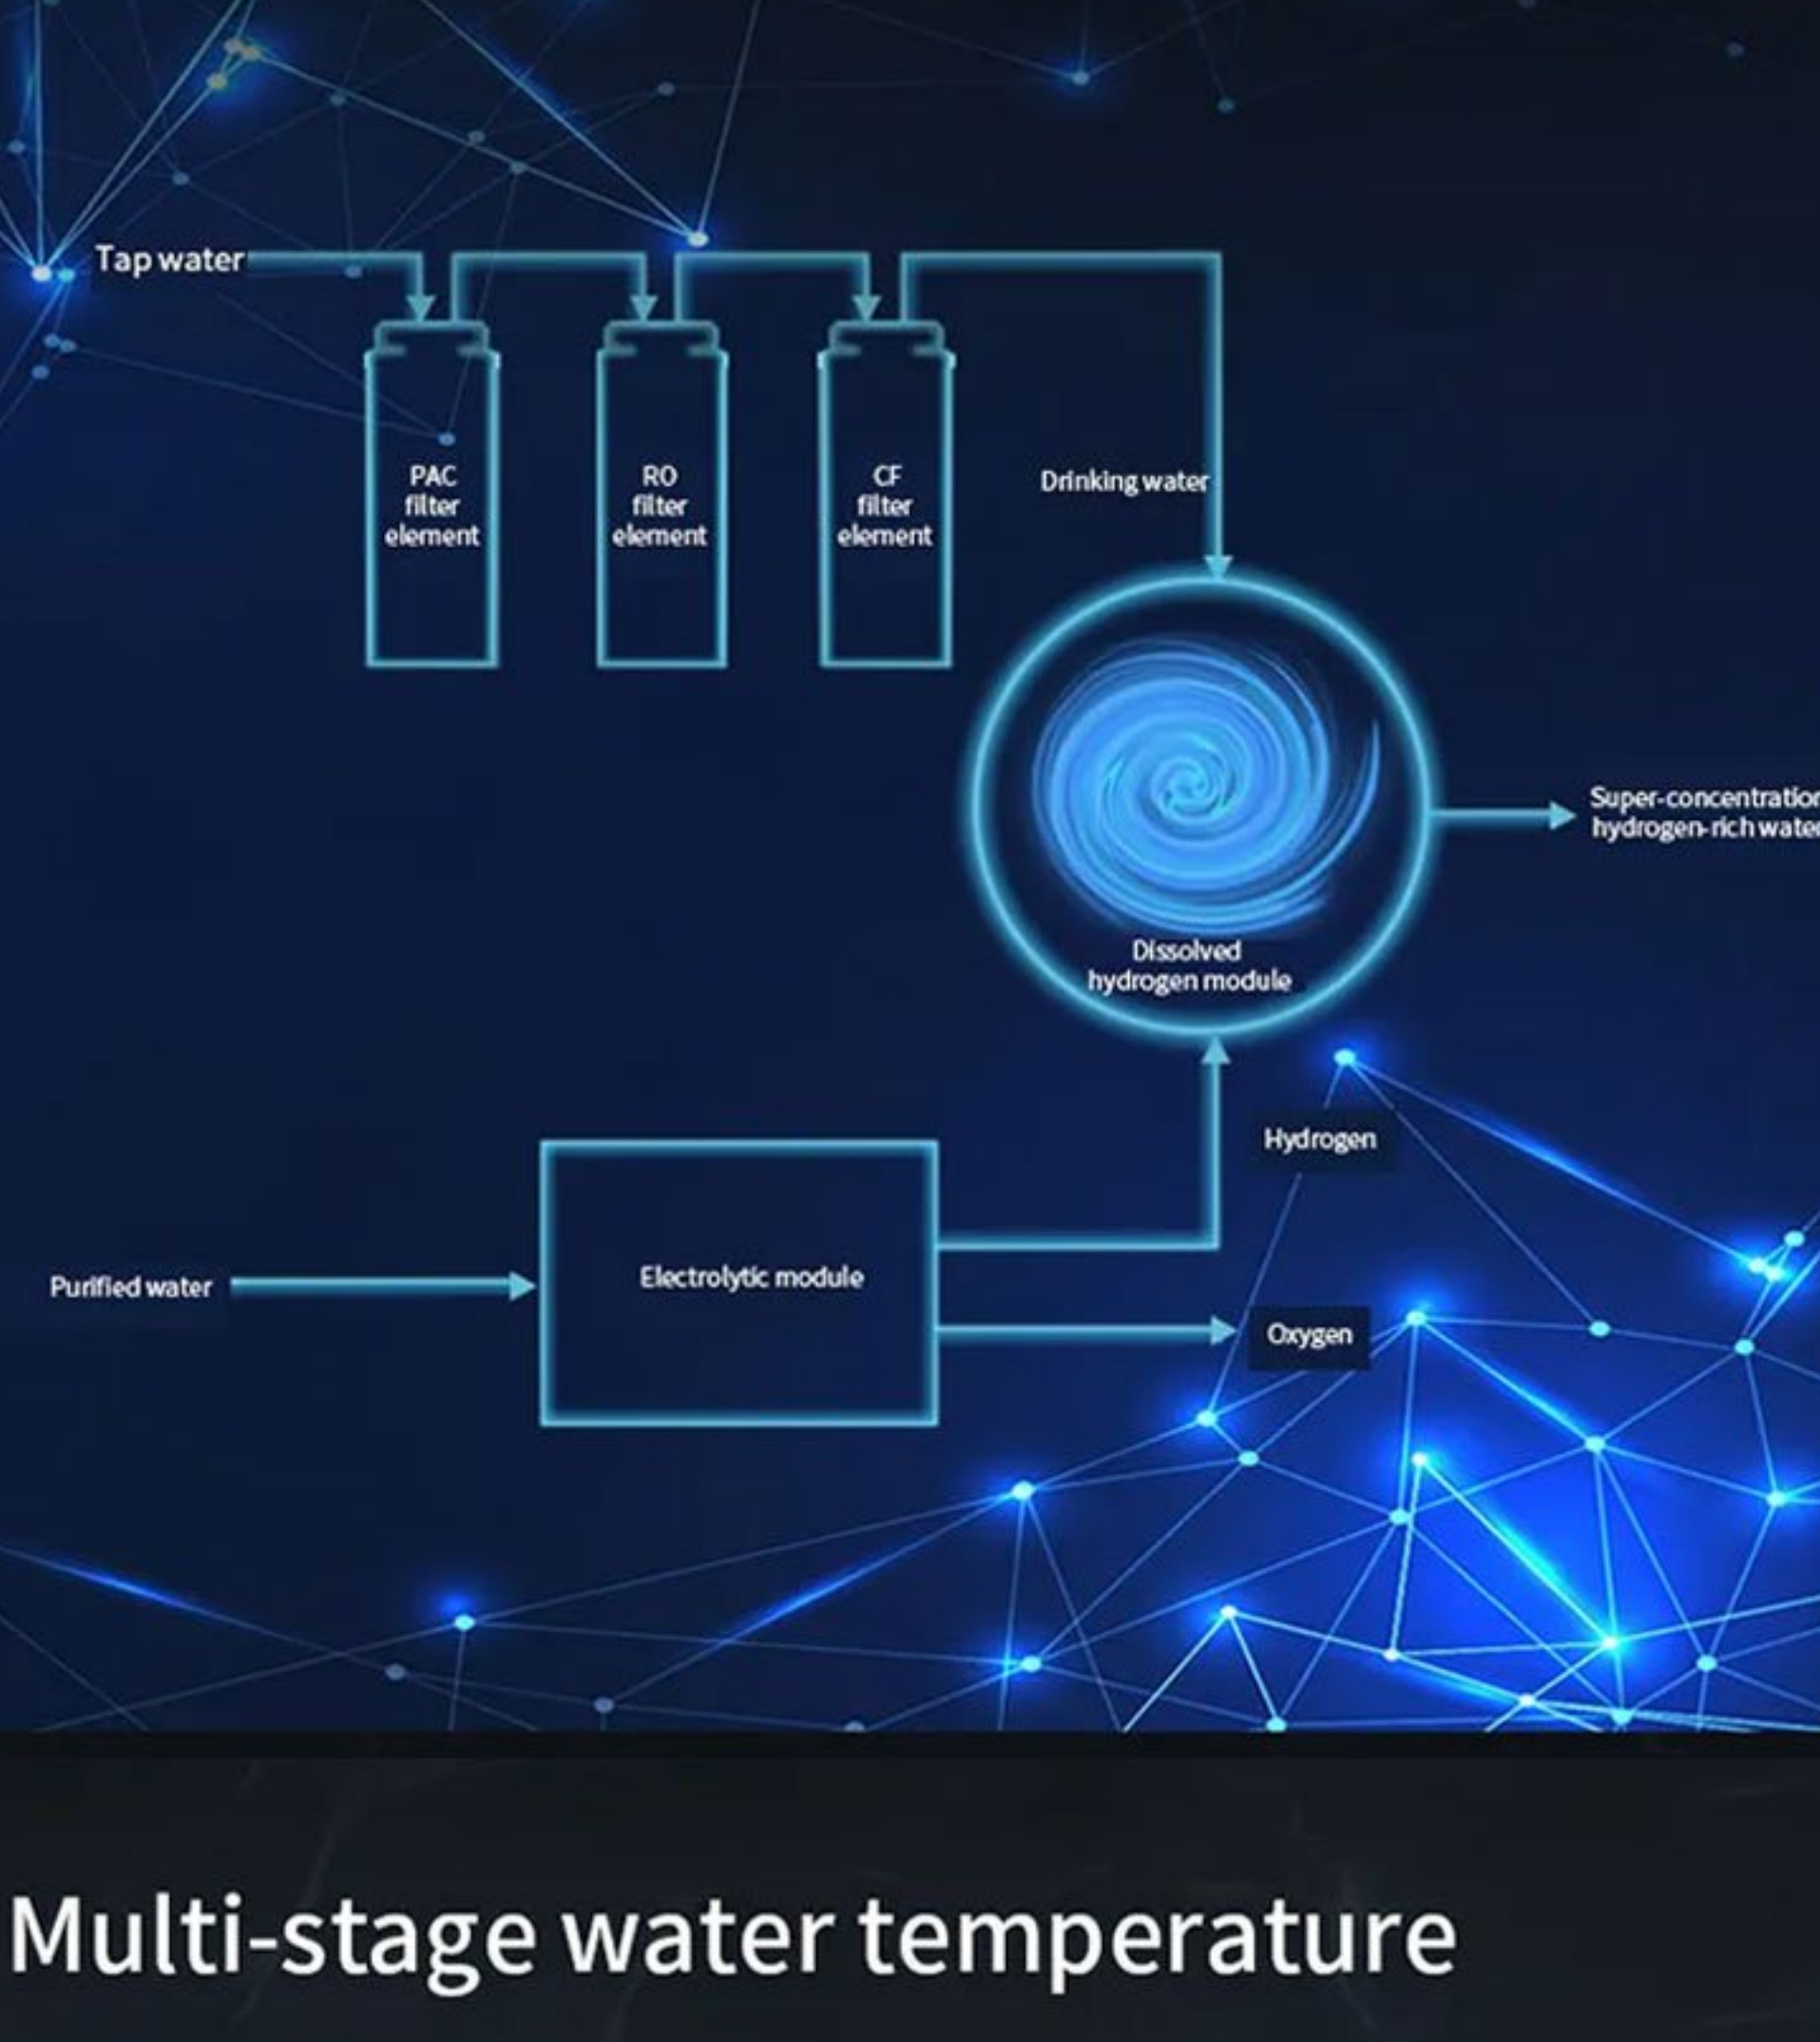 Tap water
PAC
filter
element
RO
filter
element
CF
filter
element
Drinking water
Super-concentration
hydrogen-rich water
Dissolved
hydrogen module
Hydrogen
Purified water
Electrolytic module
Oxygen
Multi-stage water temperature